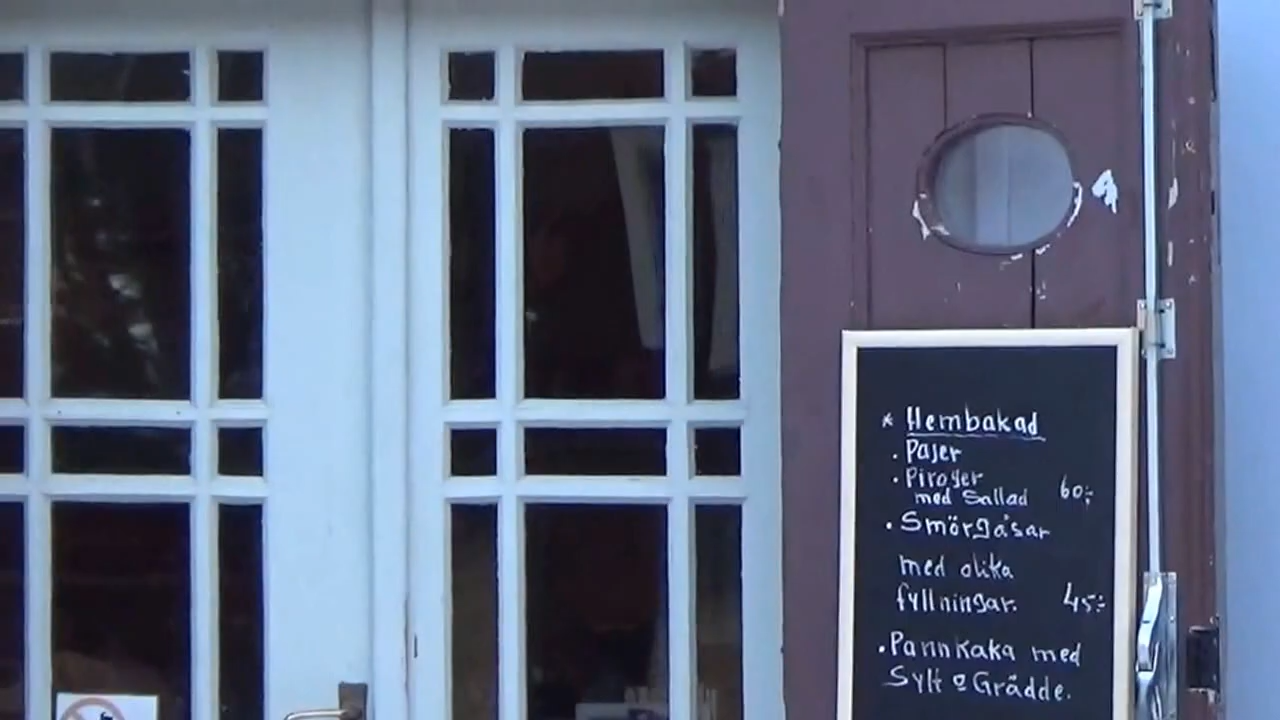 * Hembakad
. Pajer
. Piroger
med Sallad 60:-
. Smörgåsar
med olika
fyllningar. 45:-
. Pannkaka med
Sylt o Grädde.